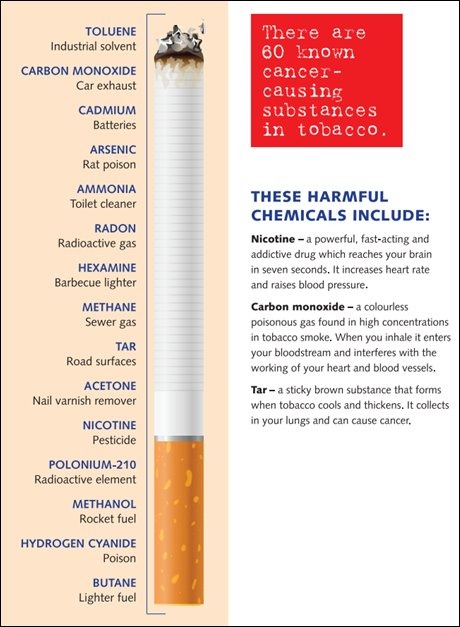 TOLUENE
Industrial solvent
CARBON MONOXIDE
Car exhaust
CADMIUM
Batteries
ARSENIC
Rat poison
AMMONIA
Toilet cleaner
RADON
Radioactive gas
HEXAMINE
Barbecue lighter
METHANE
Sewer gas
TAR
Road surfaces
ACETONE
Nail varnish remover
NICOTINE
Pesticide
POLONIUM-210
Radioactive element
METHANOL
Rocket fuel
HYDROGEN CYANIDE
Poison
BUTANE
Lighter fuel
There are
60 known
cancer-
causing
substances
in tobacco.
THESE HARMFUL
CHEMICALS INCLUDE:
Nicotine – a powerful, fast-acting and
addictive drug which reaches your brain
in seven seconds. It increases heart rate
and raises blood pressure.
Carbon monoxide – a colourless
poisonous gas found in high concentrations
in tobacco smoke. When you inhale it enters
your bloodstream and interferes with the
working of your heart and blood vessels.
Tar – a sticky brown substance that forms
when tobacco cools and thickens. It collects
in your lungs and can cause cancer.